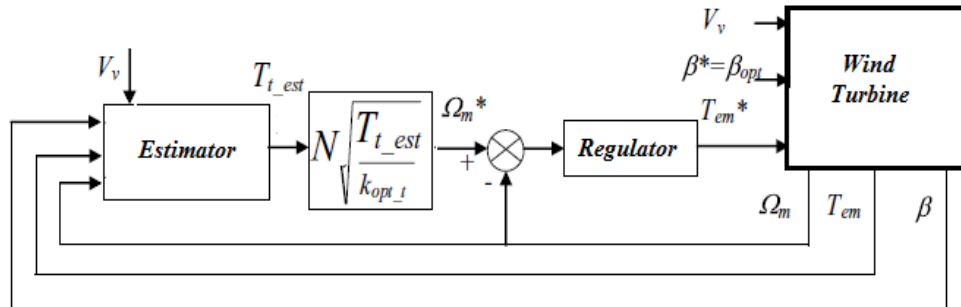 V_v
β*=β_opt
Wind
Turbine
V_v
T_t_est
Estimator
N√(T_t_est / k_opt_t)
Ω_m*
+
-
Regulator
T_em*
Ω_m T_em β